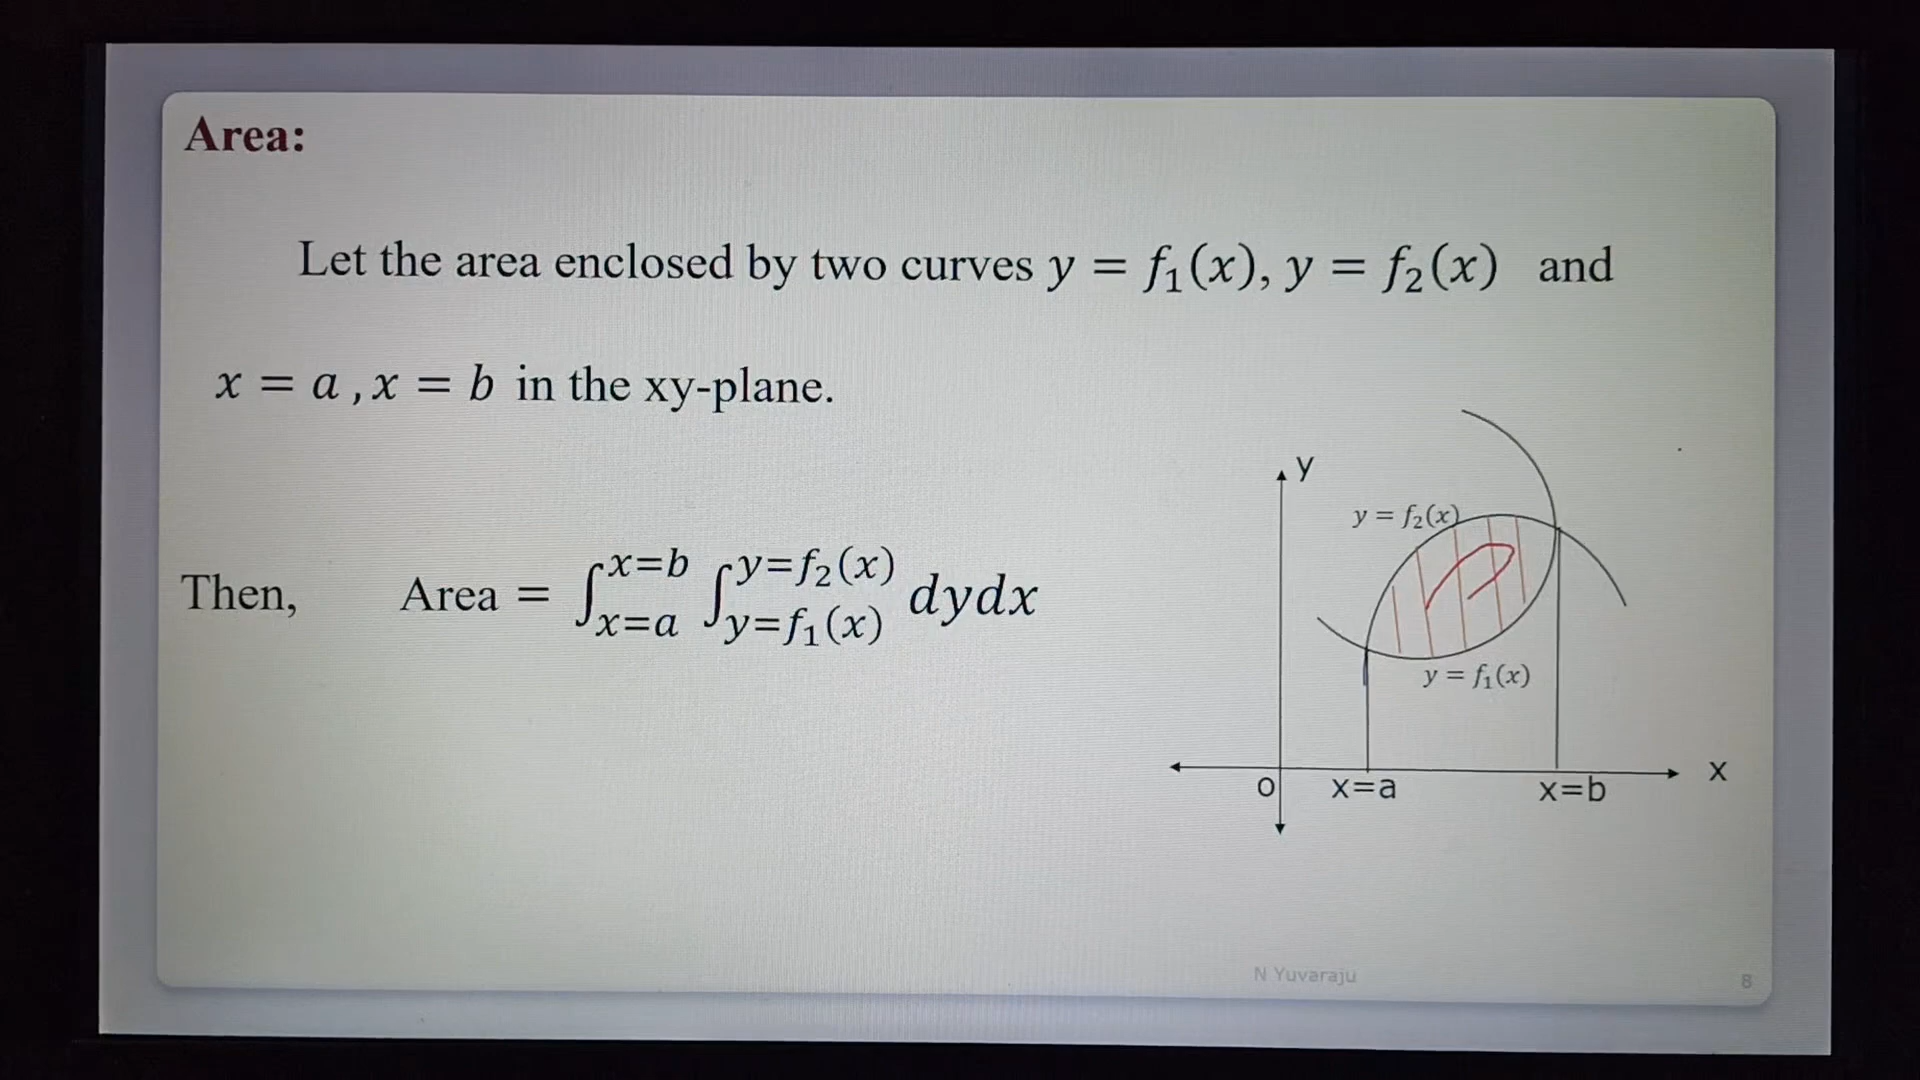 Area:
Let the area enclosed by two curves y = f₁(x), y = f₂(x) and
x = a , x = b in the xy-plane.
Then, Area = ∫_{x=a}^{x=b} ∫_{y=f₁(x)}^{y=f₂(x)} dydx
y
y = f₂(x)
y = f₁(x)
x
o x=a x=b
N Yuvaraju
8